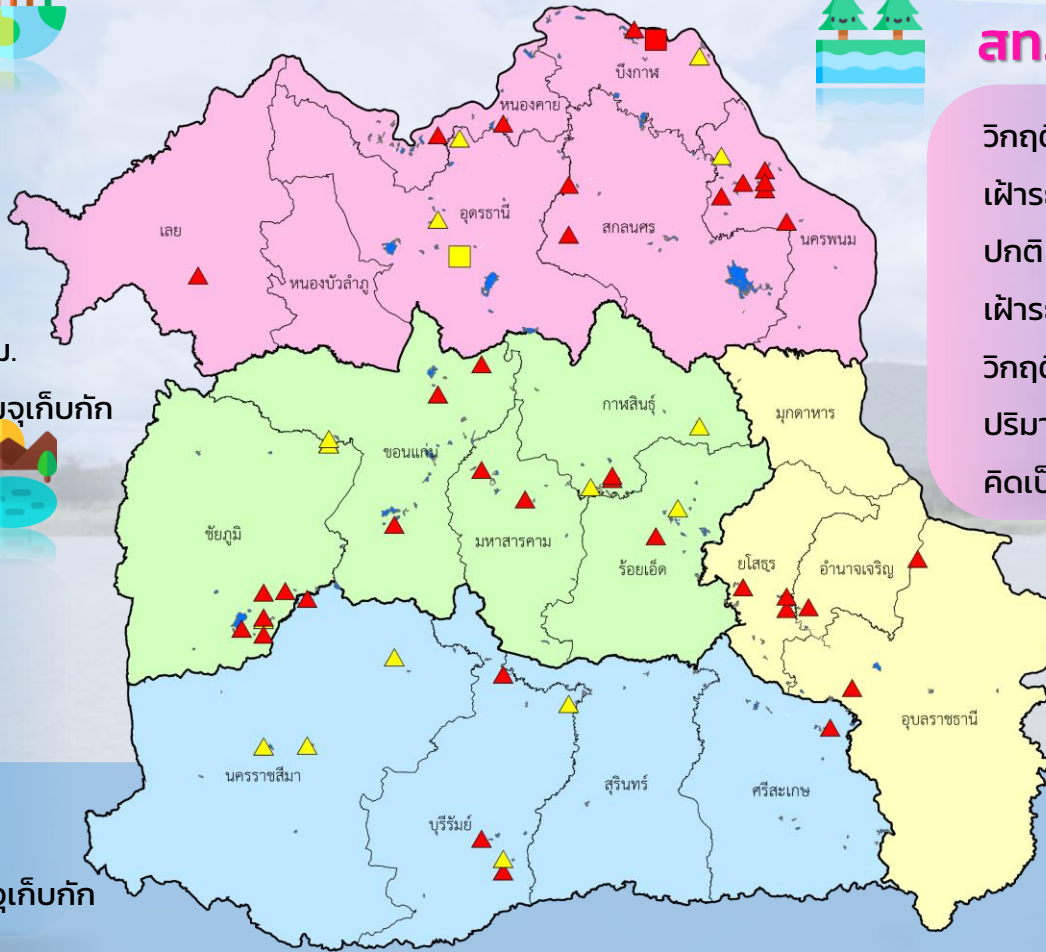 สท.
วิกฤติ
เฝ้าระ
ปกติ
เฝ้าระ
วิกฤติ
ปริมา
คิดเป็
ม.
มจุเก็บกัก
จุเก็บกัก
บึงกาฬ
หนองคาย
อุดรธานี
สกลนคร
นครพนม
เลย
หนองบัวลำภู
กาฬสินธุ์
มุกดาหาร
ขอนแก่น
ชัยภูมิ
มหาสารคาม
ร้อยเอ็ด
ยโสธร
อำนาจเจริญ
อุบลราชธานี
นครราชสีมา
สุรินทร์
ศรีสะเกษ
บุรีรัมย์